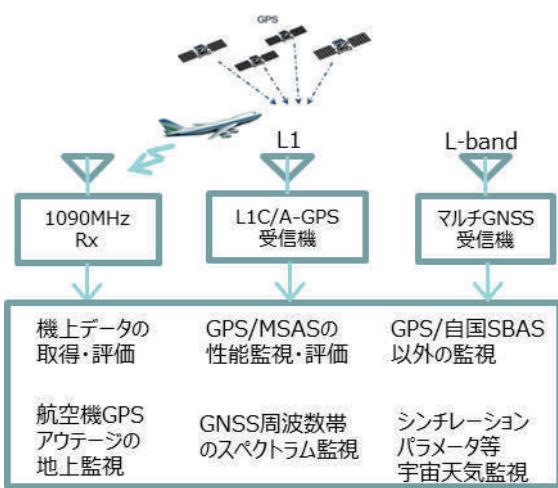 GPS
L1
L-band
1090MHz
Rx
L1C/A-GPS
受信機
マルチGNSS
受信機
機上データの
取得・評価
GPS/MSASの
性能監視・評価
GPS/自国SBAS
以外の監視
航空機GPS
アウテージの
地上監視
GNSS周波数帯
のスペクトラム監視
シンチレーション
パラメータ等
宇宙天気監視